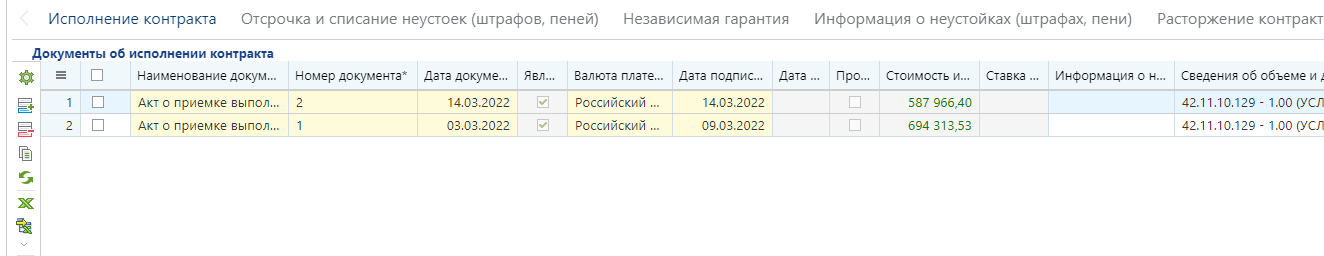 Исполнение контракта Отсрочка и списание неустоек (штрафов, пеней) Независимая гарантия Информация о неустойках (штрафах, пени) Расторжение контракт
Документы об исполнении контракта
Наименование докум... Номер документа* Дата докуме... Явл... Валюта плате... Дата подпис... Дата ... Про... Стоимость и... Ставка ... Информация о н... Сведения об объеме и д
1 Акт о приемке выпол... 2 14.03.2022 Российский ... 14.03.2022 587 966,40 42.11.10.129 - 1.00 (УСЛ
2 Акт о приемке выпол... 1 03.03.2022 Российский ... 09.03.2022 694 313,53 42.11.10.129 - 1.00 (УСЛ